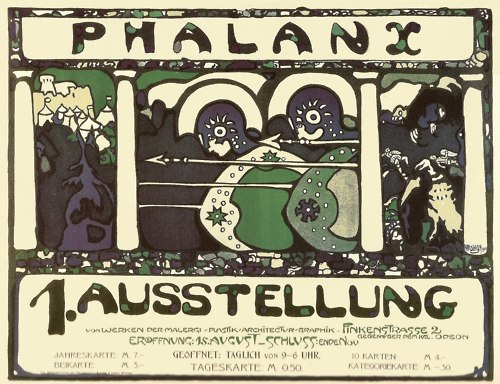 PHALANX
1. AUSSTELLUNG
VON WERKEN DER MALEREI - PLASTIK - ARCHITECTUR - GRAPHIK - FINKENSTRASSE 2
GEGENÜBER DEM KGL. ODEON
ERÖFFNUNG: 15. AUGUST - SCHLUSS: ENDE NOV
JAHRESKARTE M 7.-
GEÖFFNET: TÄGLICH VON 9-6 UHR.
10 KARTEN M 4.-
BEIKARTE M 3.-
TAGESKARTE M 0.50
KATEGORIEKARTE M -.30